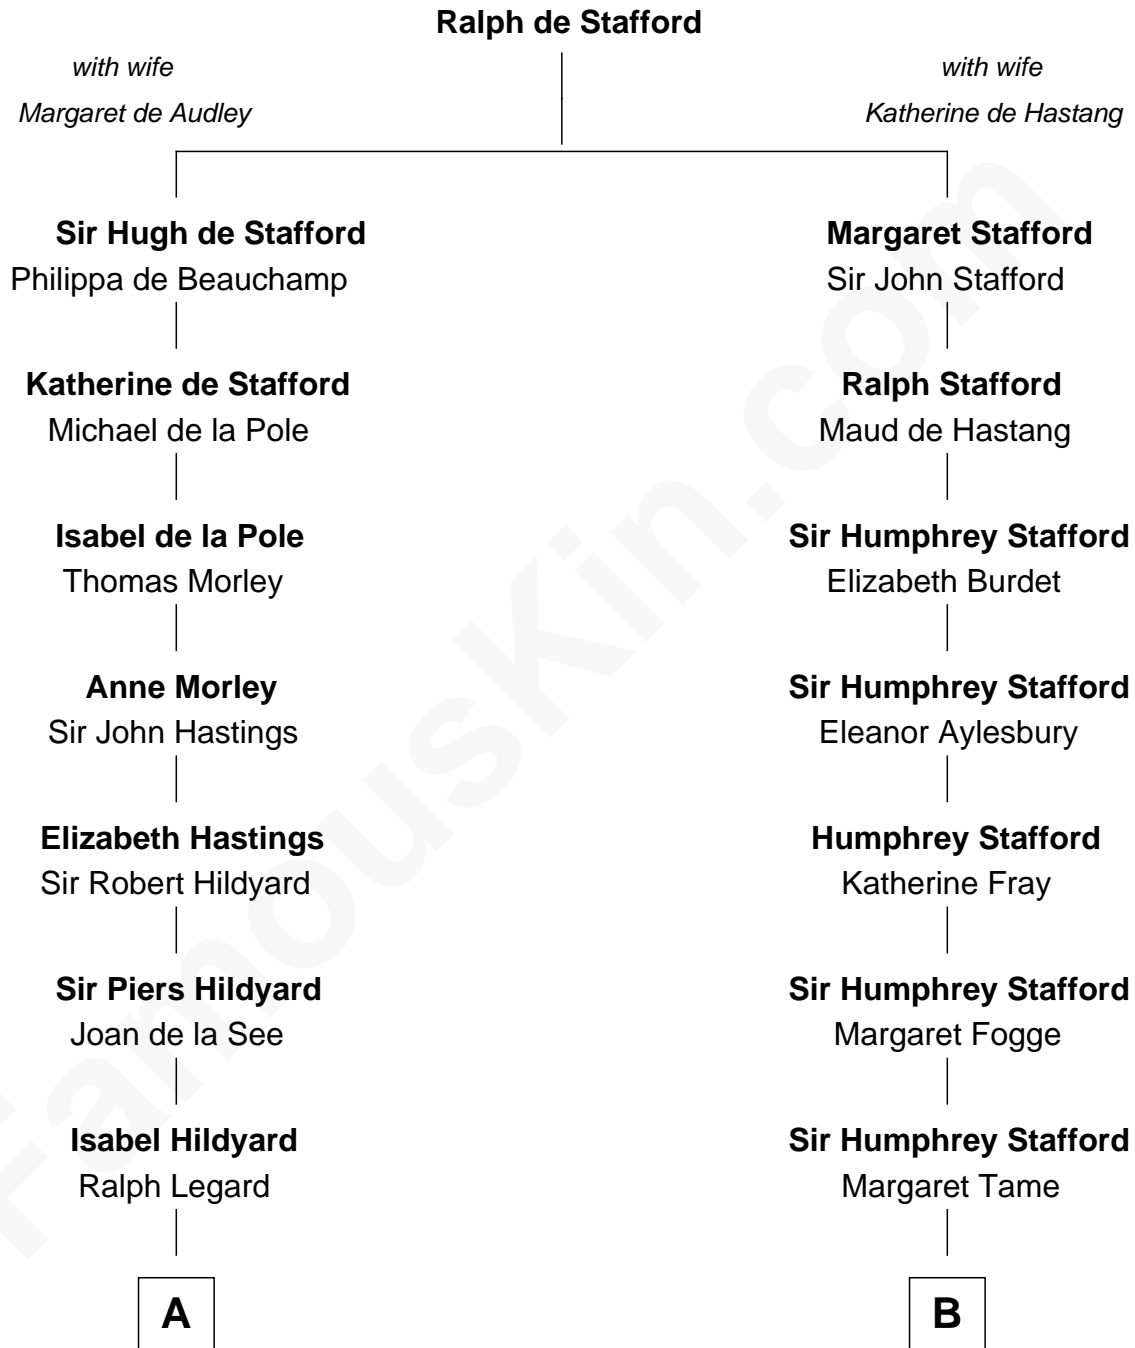 Ralph de Stafford
with wife
Margaret de Audley
with wife
Katherine de Hastang
Sir Hugh de Stafford
Philippa de Beauchamp
Margaret Stafford
Sir John Stafford
Katherine de Stafford
Michael de la Pole
Ralph Stafford
Maud de Hastang
Isabel de la Pole
Thomas Morley
Sir Humphrey Stafford
Elizabeth Burdet
Anne Morley
Sir John Hastings
Sir Humphrey Stafford
Eleanor Aylesbury
Elizabeth Hastings
Sir Robert Hildyard
Humphrey Stafford
Katherine Fray
Sir Piers Hildyard
Joan de la See
Sir Humphrey Stafford
Margaret Fogge
Isabel Hildyard
Ralph Legard
Sir Humphrey Stafford
Margaret Tame
A
B
FamousKin.com